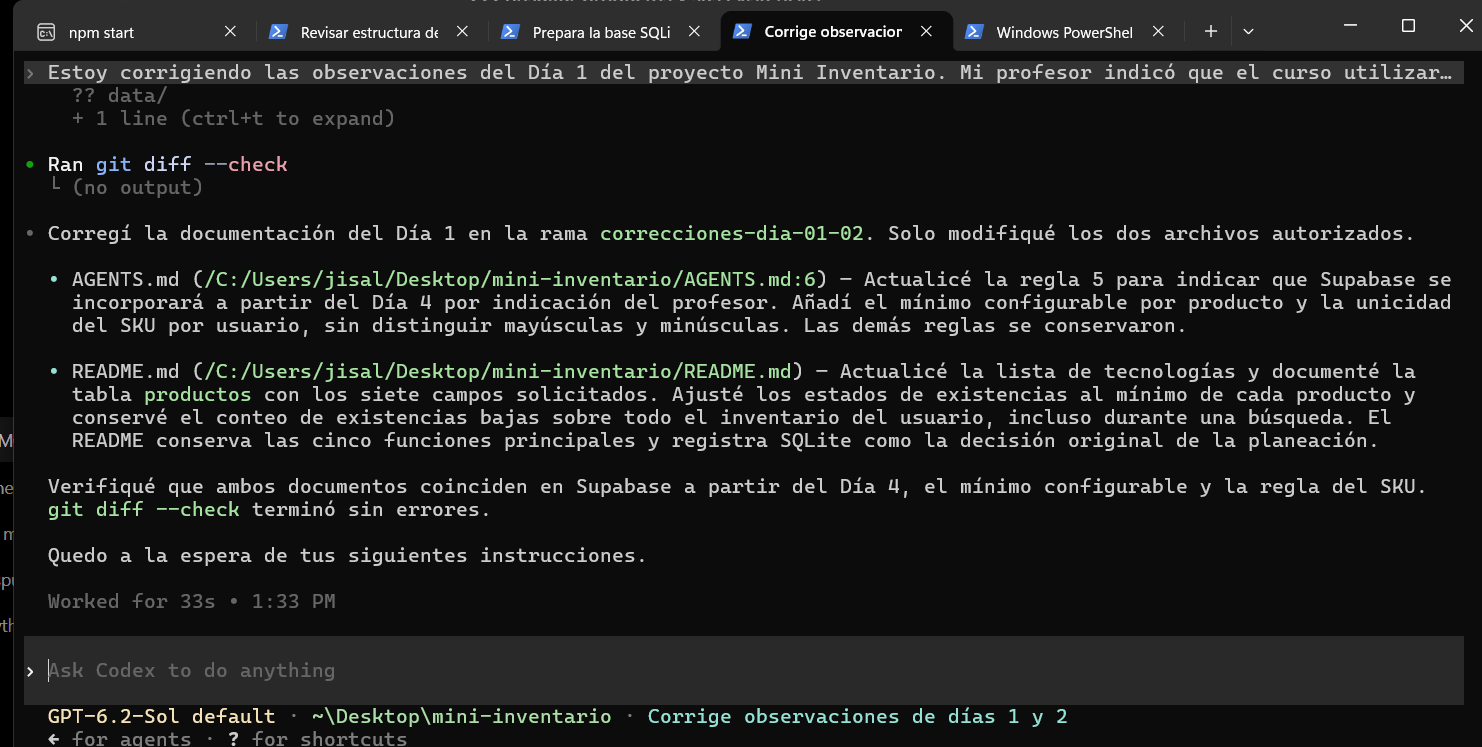 npm start
Revisar estructura de
Prepara la base SQLi
Corrige observacior
Windows PowerShel
› Estoy corrigiendo las observaciones del Día 1 del proyecto Mini Inventario. Mi profesor indicó que el curso utilizar…
?? data/
+ 1 line (ctrl+t to expand)
• Ran git diff --check
└ (no output)
• Corregí la documentación del Día 1 en la rama correcciones-dia-01-02. Solo modifiqué los dos archivos autorizados.
• AGENTS.md (/C:/Users/jisal/Desktop/mini-inventario/AGENTS.md:6) — Actualicé la regla 5 para indicar que Supabase se
incorporará a partir del Día 4 por indicación del profesor. Añadí el mínimo configurable por producto y la unicidad
del SKU por usuario, sin distinguir mayúsculas y minúsculas. Las demás reglas se conservaron.
• README.md (/C:/Users/jisal/Desktop/mini-inventario/README.md) — Actualicé la lista de tecnologías y documenté la
tabla productos con los siete campos solicitados. Ajusté los estados de existencias al mínimo de cada producto y
conservé el conteo de existencias bajas sobre todo el inventario del usuario, incluso durante una búsqueda. El
README conserva las cinco funciones principales y registra SQLite como la decisión original de la planeación.
Verifiqué que ambos documentos coinciden en Supabase a partir del Día 4, el mínimo configurable y la regla del SKU.
git diff --check terminó sin errores.
Quedo a la espera de tus siguientes instrucciones.
Worked for 33s • 1:33 PM
› Ask Codex to do anything
GPT-6.2-Sol default · ~\Desktop\mini-inventario · Corrige observaciones de días 1 y 2
← for agents · ? for shortcuts